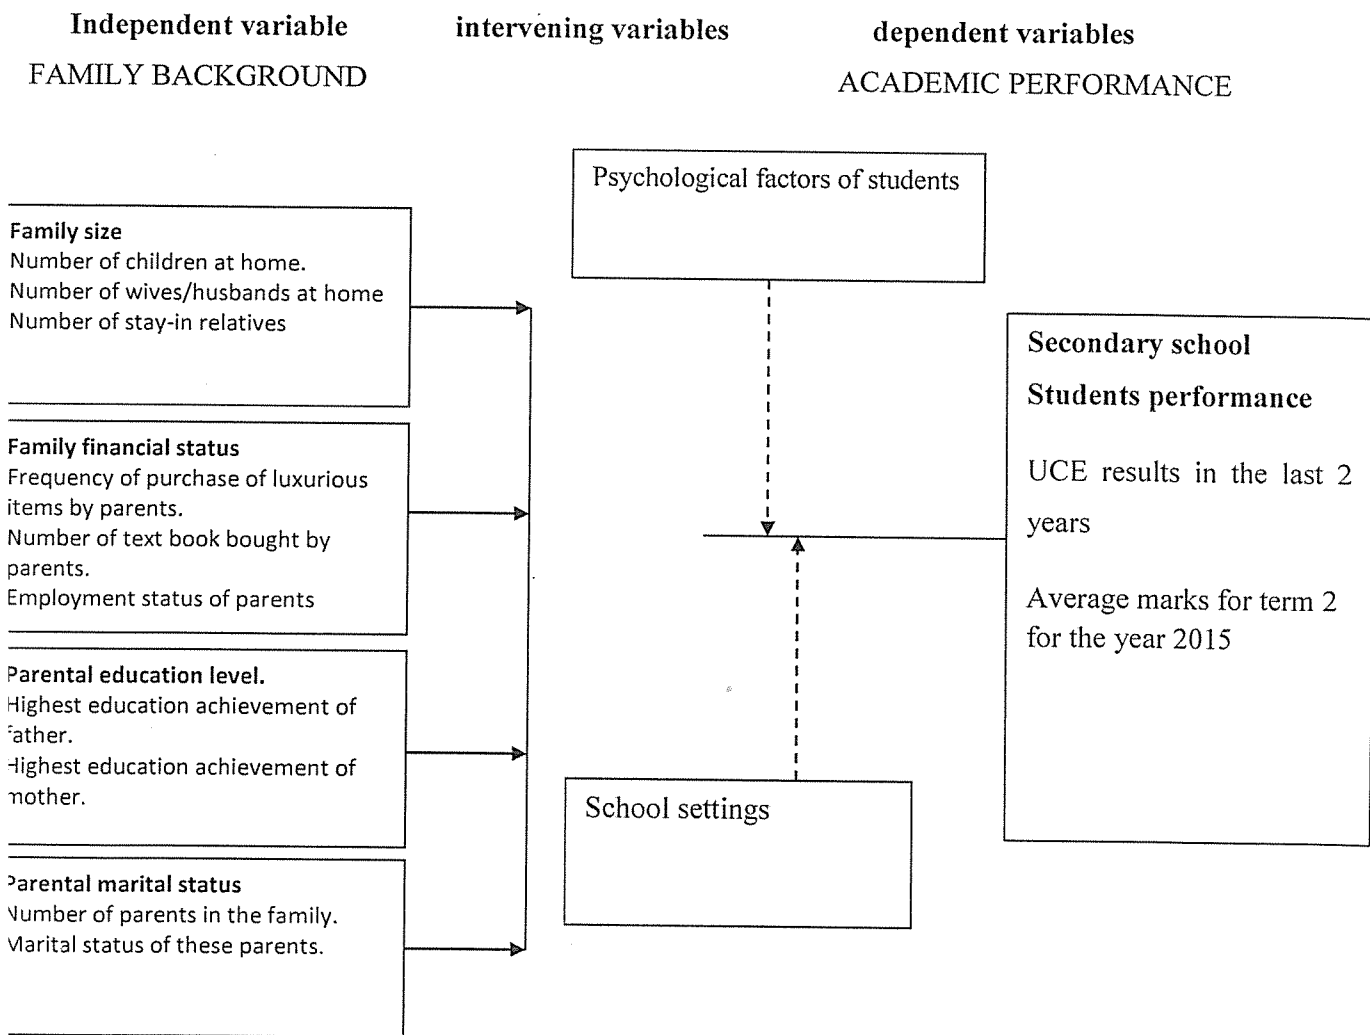 Independent variable
intervening variables
dependent variables
FAMILY BACKGROUND
ACADEMIC PERFORMANCE
Psychological factors of students
Family size
Number of children at home.
Number of wives/husbands at home
Number of stay-in relatives
Family financial status
Frequency of purchase of luxurious
items by parents.
Number of text book bought by
parents.
Employment status of parents
Parental education level.
Highest education achievement of
father.
Highest education achievement of
mother.
Parental marital status
Number of parents in the family.
Marital status of these parents.
School settings
Secondary school
Students performance
UCE results in the last 2
years
Average marks for term 2
for the year 2015